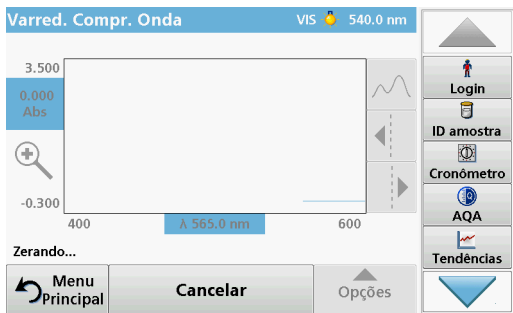 Varred. Compr. Onda VIS 540.0 nm
3.500
0.000
Abs
-0.300
400 λ 565.0 nm 600
Zerando...
Menu
Principal
Cancelar
Opções
Login
ID amostra
Cronômetro
AQA
Tendências